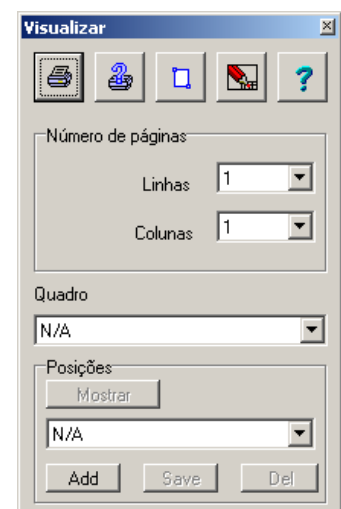 Visualizar
?
Número de páginas
Linhas 1
Colunas 1
Quadro
N/A
Posições
Mostrar
N/A
Add Save Del